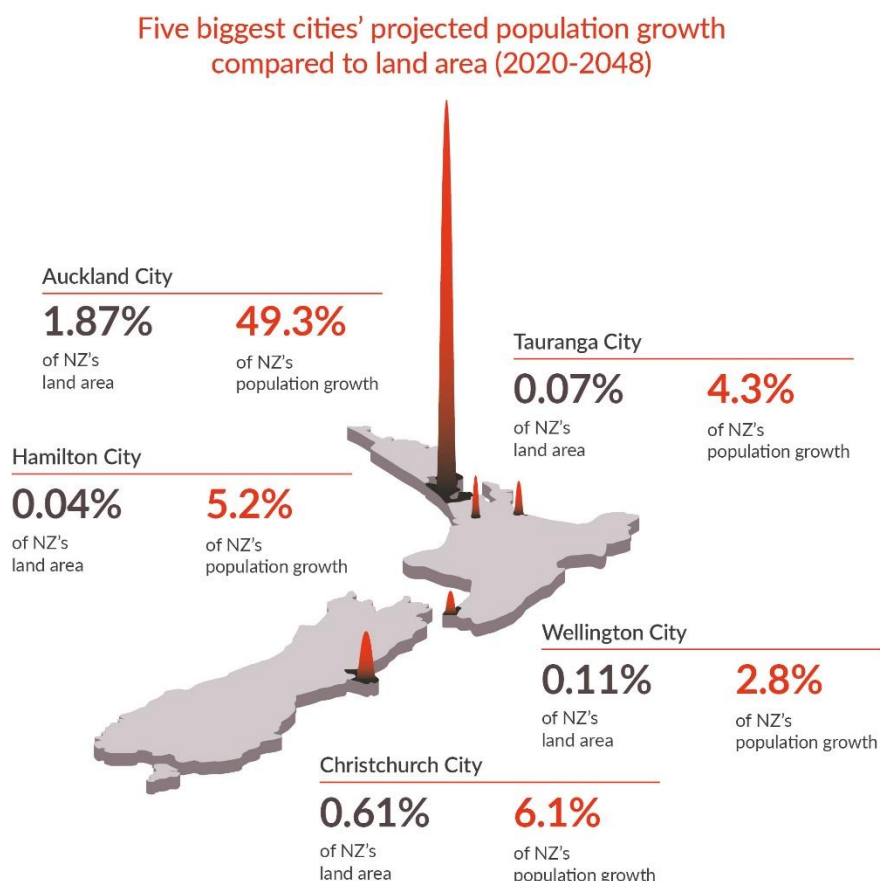 Five biggest cities' projected population growth
compared to land area (2020-2048)
Auckland City
1.87%
of NZ's
land area
49.3%
of NZ's
population growth
Tauranga City
0.07%
of NZ's
land area
4.3%
of NZ's
population growth
Hamilton City
0.04%
of NZ's
land area
5.2%
of NZ's
population growth
Wellington City
0.11%
of NZ's
land area
2.8%
of NZ's
population growth
Christchurch City
0.61%
of NZ's
land area
6.1%
of NZ's
population growth